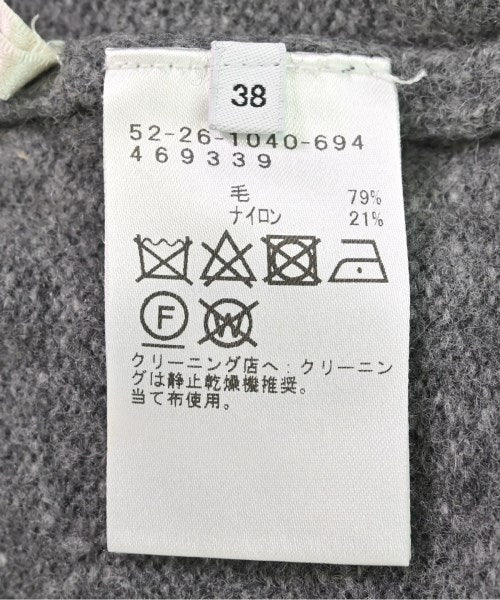 38
52-26-1040-694
469339
毛 79%
ナイロン 21%
F W
クリーニング店へ:クリーニン
グは静止乾燥機推奨。
当て布使用。